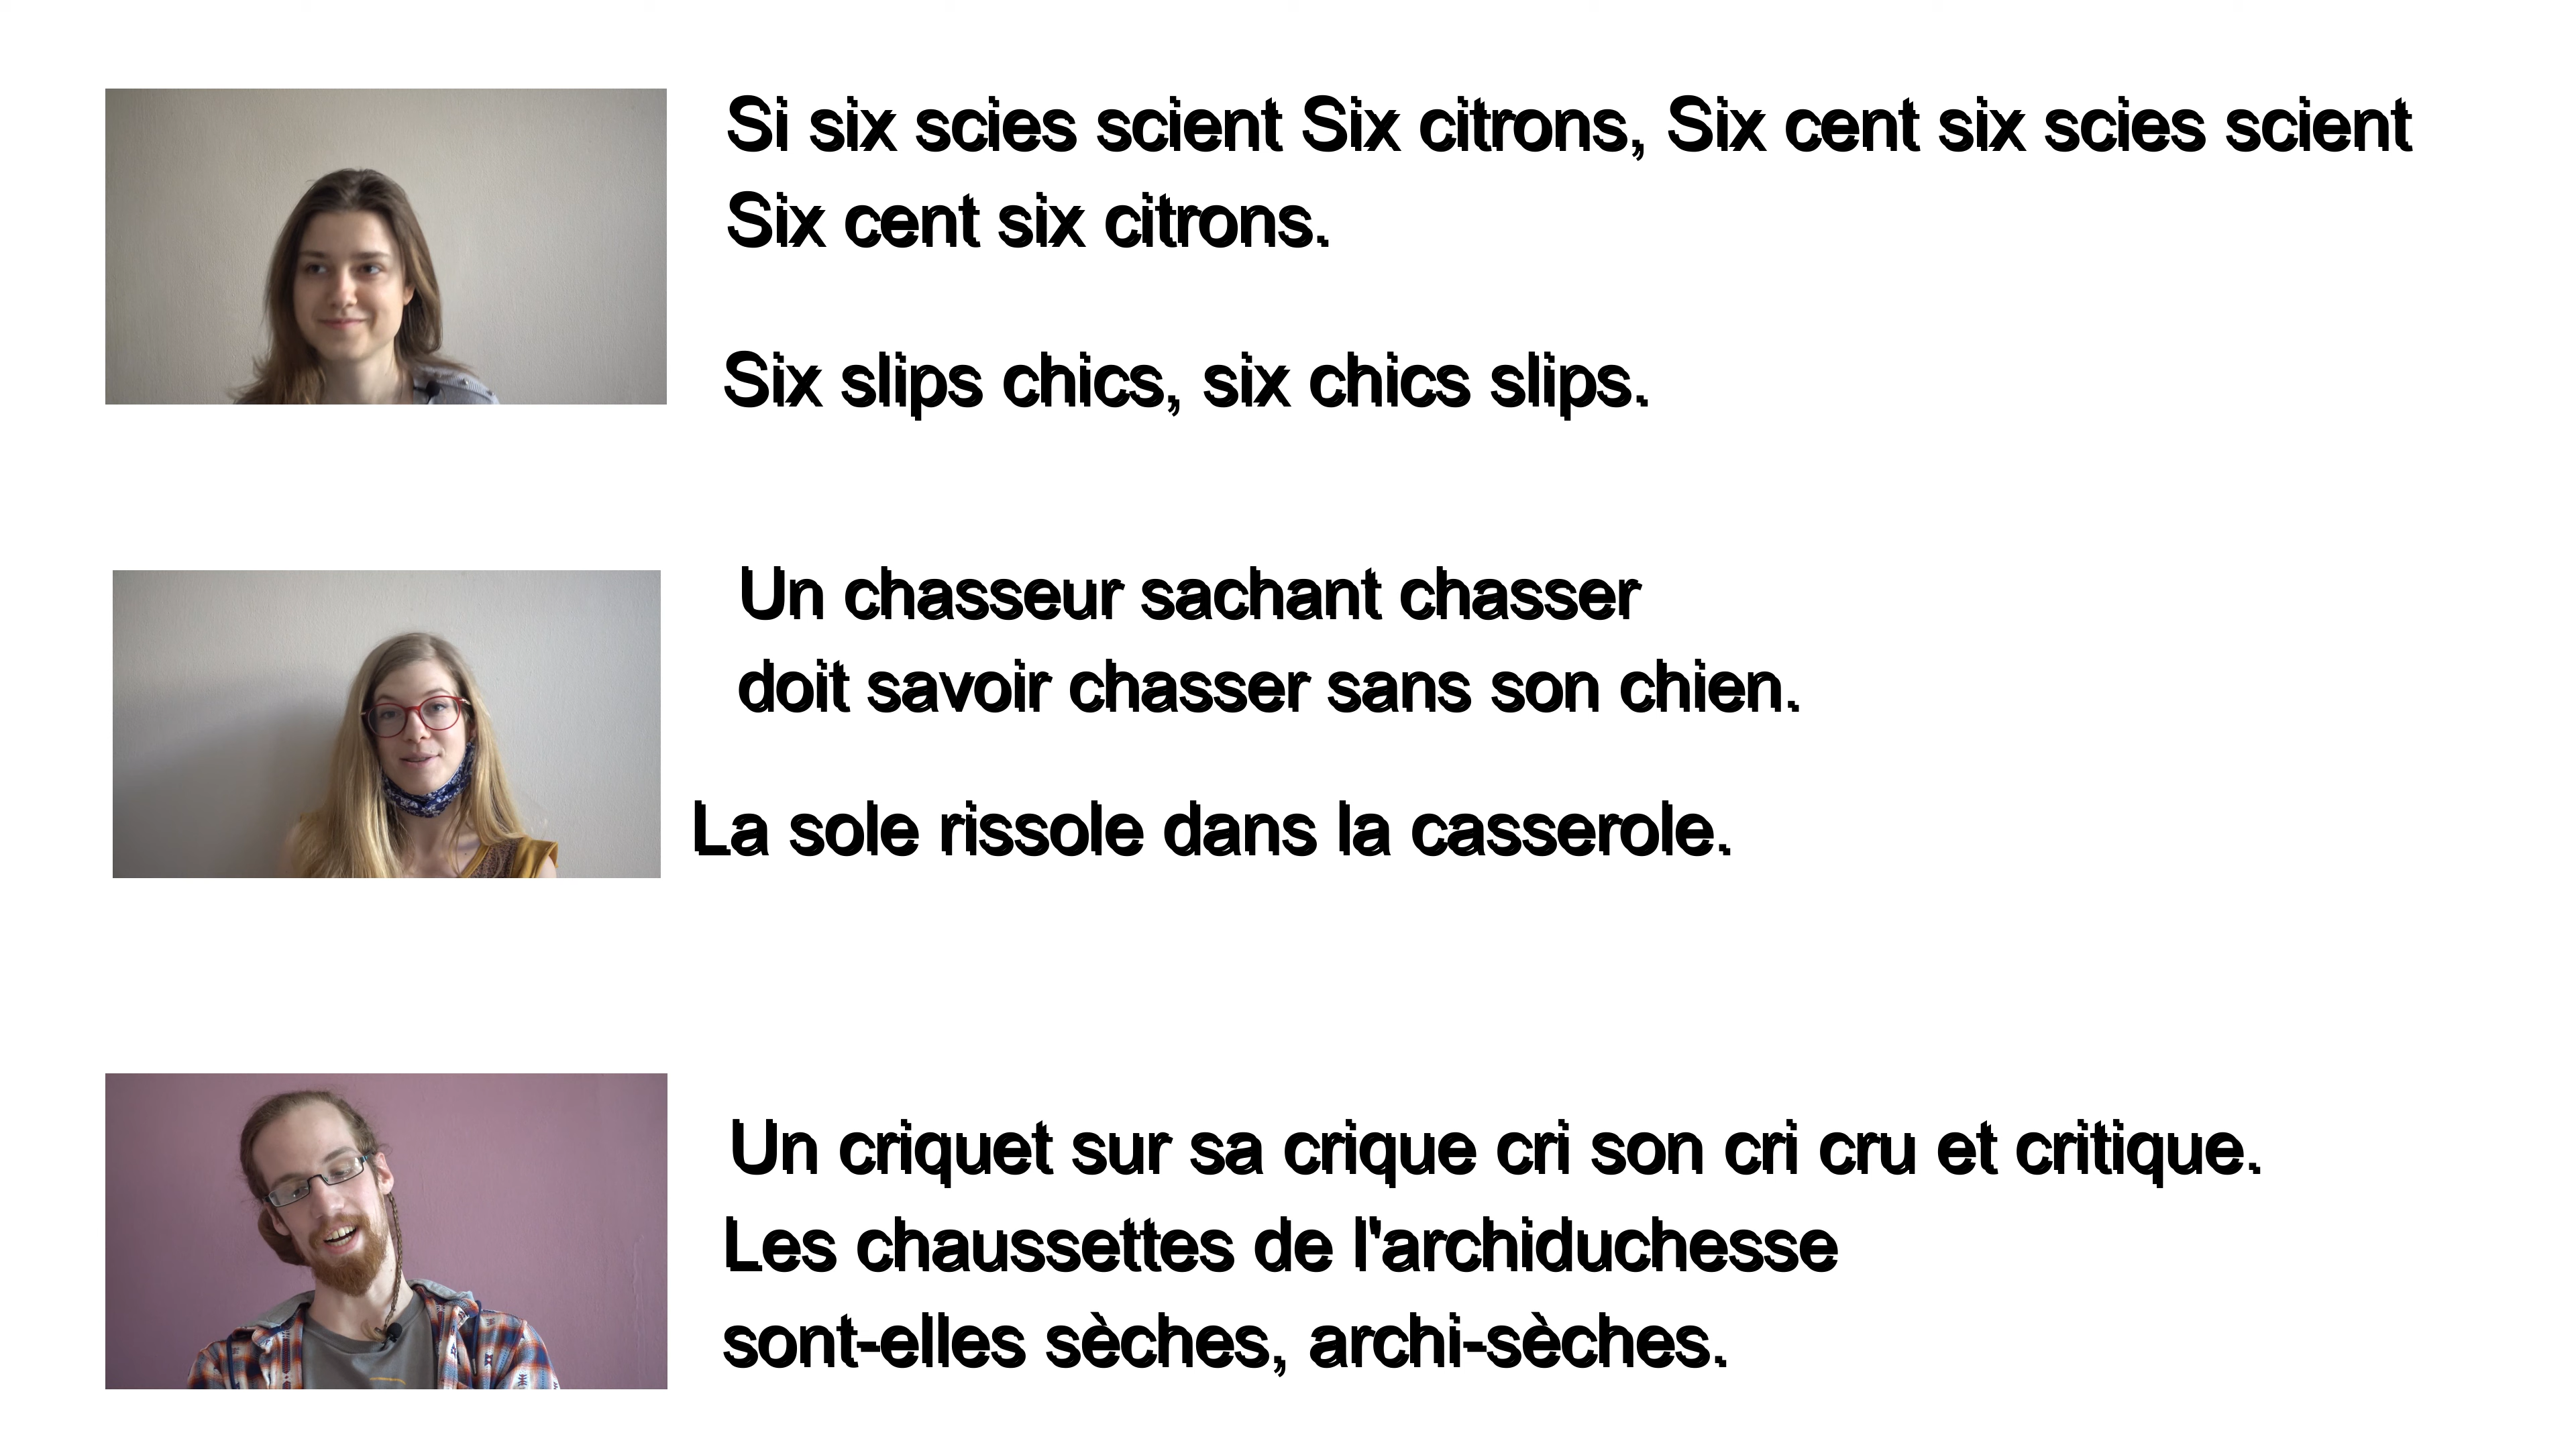 Si six scies scient Six citrons, Six cent six scies scient
Six cent six citrons.
Six slips chics, six chics slips.
Un chasseur sachant chasser
doit savoir chasser sans son chien.
La sole rissole dans la casserole.
Un criquet sur sa crique cri son cri cru et critique.
Les chaussettes de l'archiduchesse
sont-elles sèches, archi-sèches.